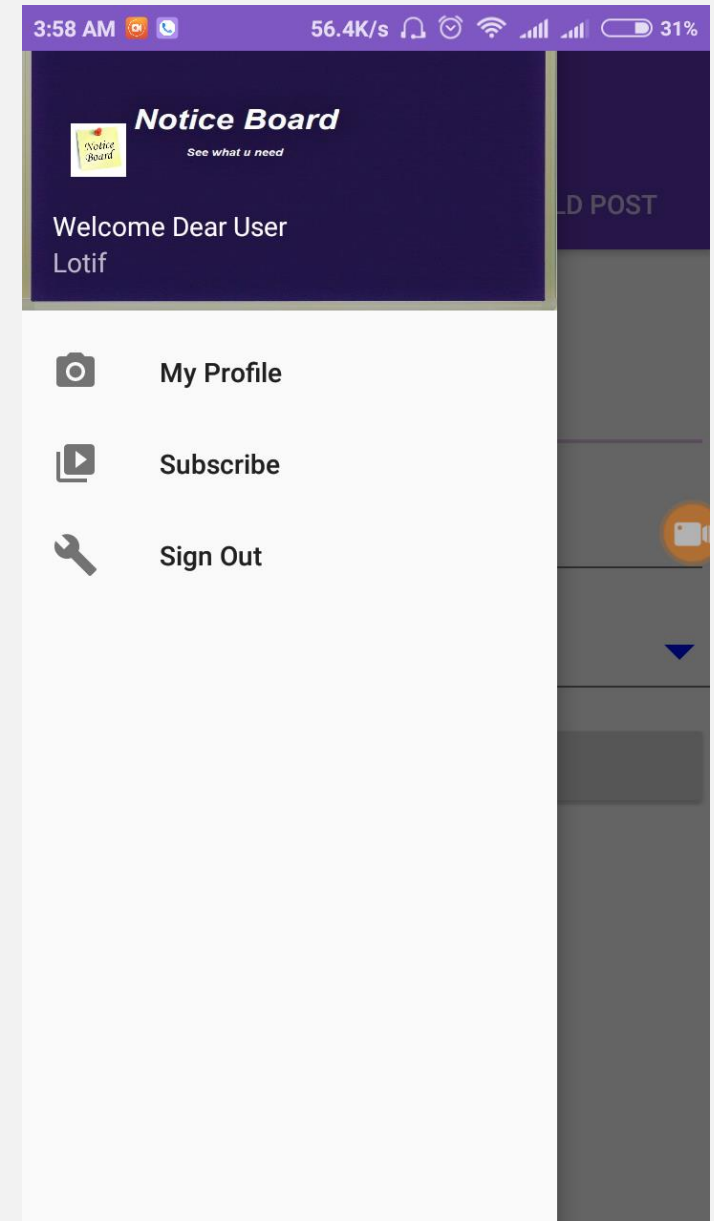 3:58 AM 56.4K/s 31%
Notice Board
Notice
Board
See what u need
LD POST
Welcome Dear User
Lotif
My Profile
Subscribe
Sign Out